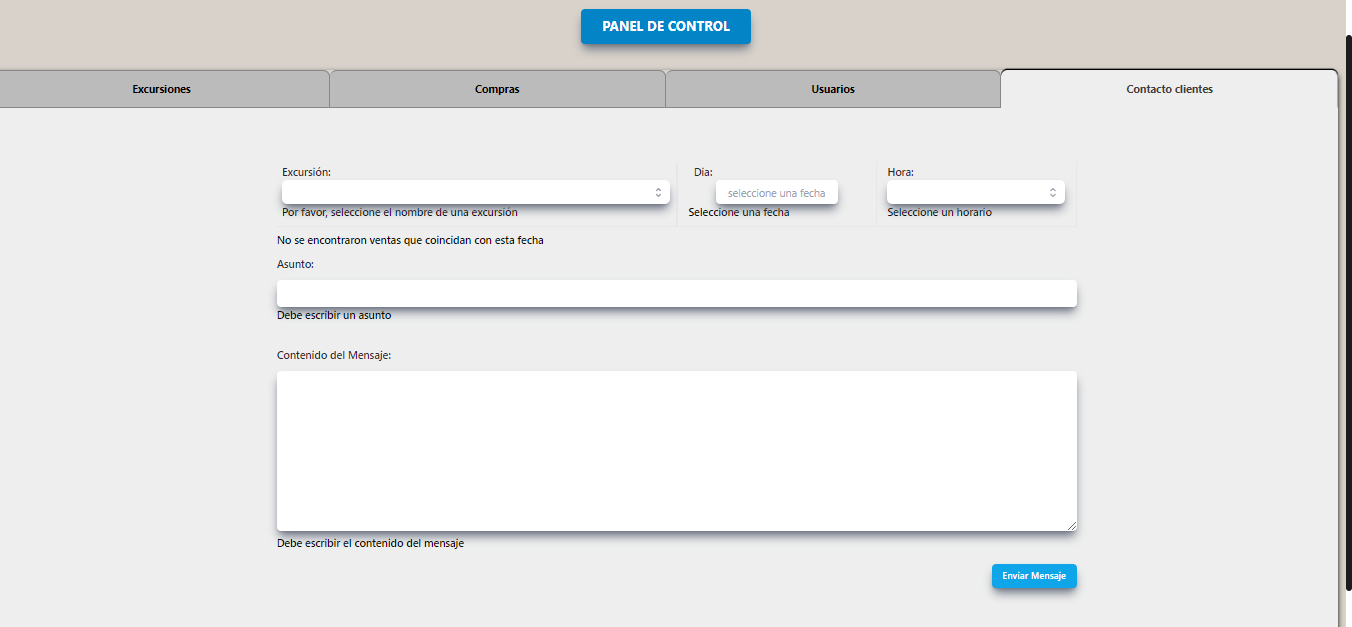 PANEL DE CONTROL
Excursiones
Compras
Usuarios
Contacto clientes
Excursión:
Dia:
Hora:
seleccione una fecha
Por favor, seleccione el nombre de una excursión
Seleccione una fecha
Seleccione un horario
No se encontraron ventas que coincidan con esta fecha
Asunto:
Debe escribir un asunto
Contenido del Mensaje:
Debe escribir el contenido del mensaje
Enviar Mensaje